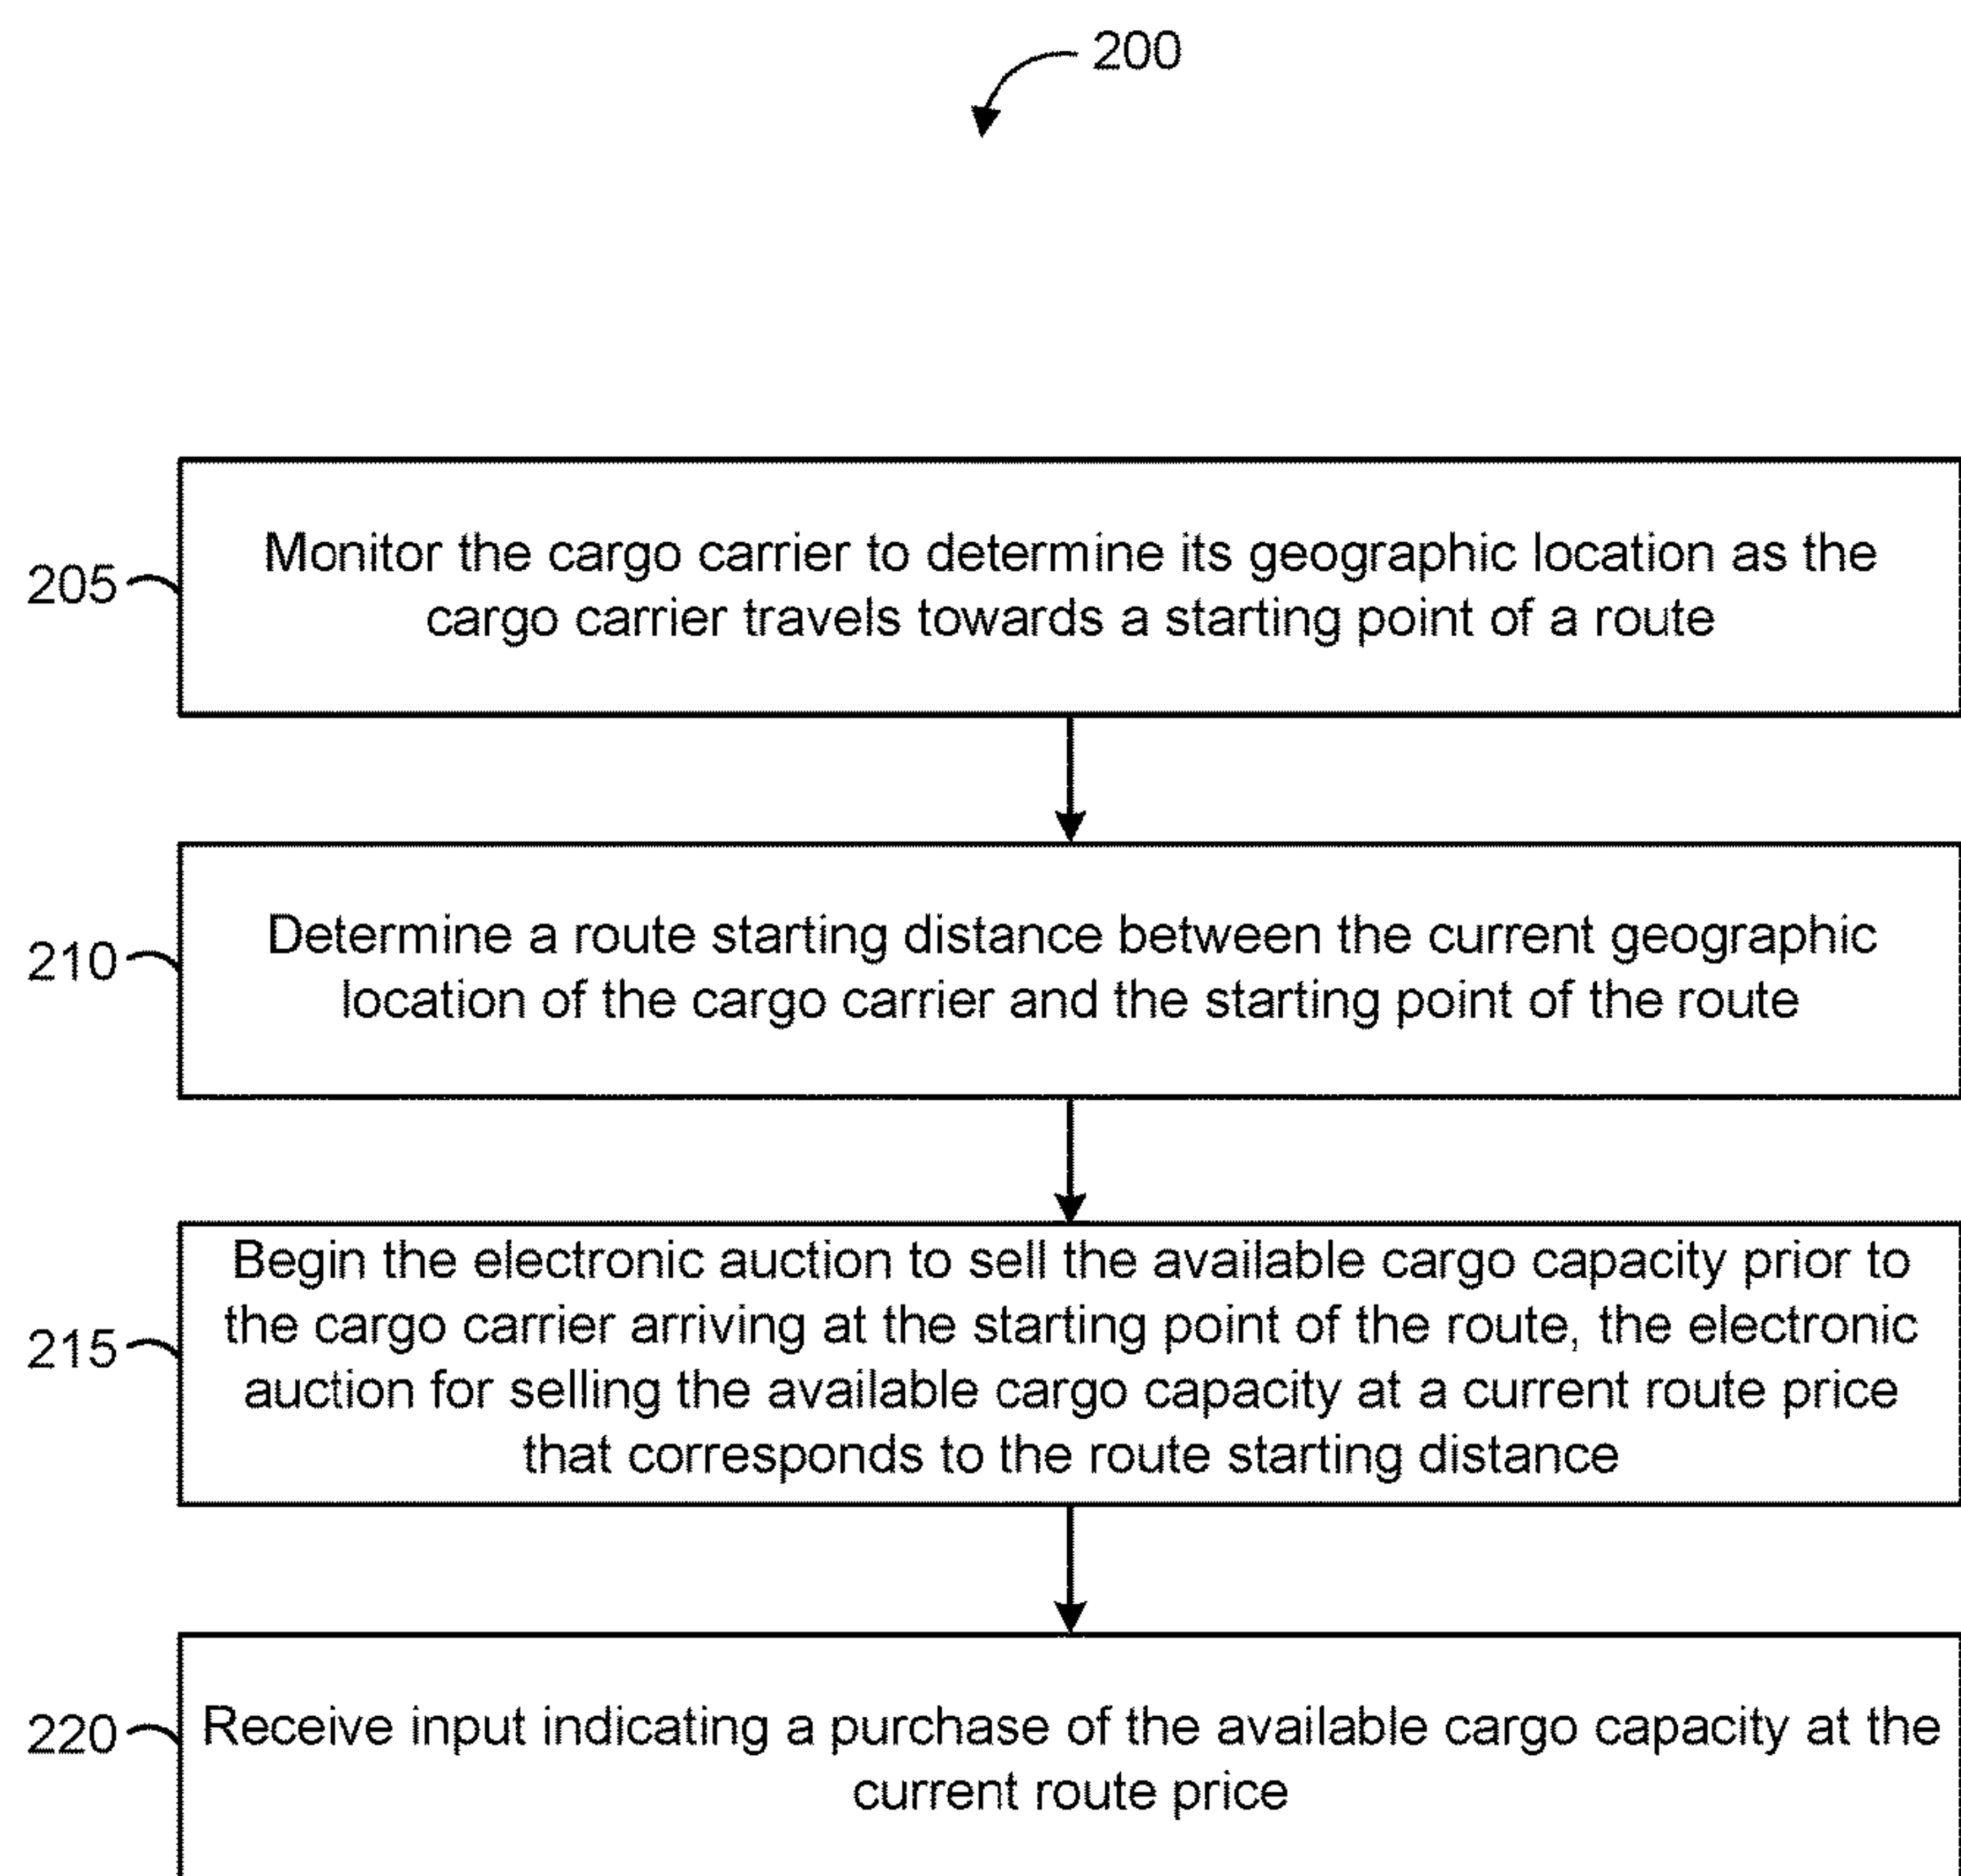 200
205
Monitor the cargo carrier to determine its geographic location as the
cargo carrier travels towards a starting point of a route
210
Determine a route starting distance between the current geographic
location of the cargo carrier and the starting point of the route
215
Begin the electronic auction to sell the available cargo capacity prior to
the cargo carrier arriving at the starting point of the route, the electronic
auction for selling the available cargo capacity at a current route price
that corresponds to the route starting distance
220
Receive input indicating a purchase of the available cargo capacity at the
current route price